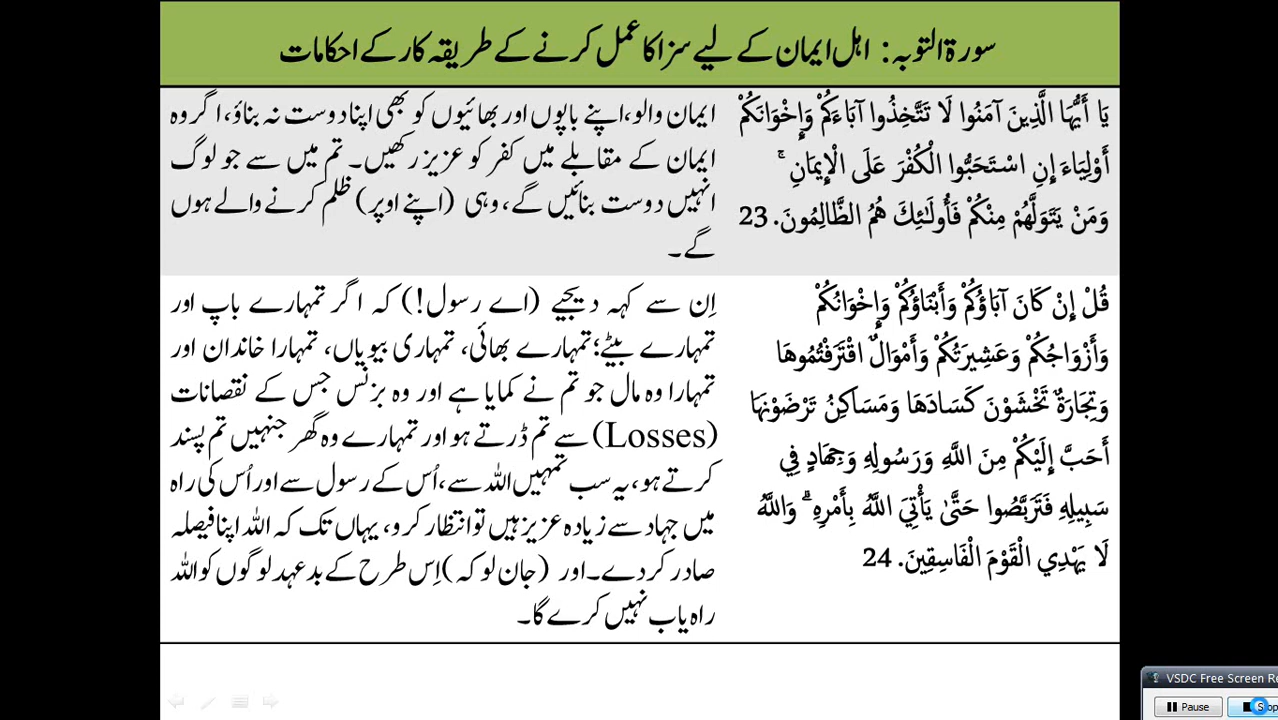 سورۃ التوبہ: اہل ایمان کے لیے سزا کا عمل کرنے کے طریقہ کار کے احکامات
يَا أَيُّهَا الَّذِينَ آمَنُوا لَا تَتَّخِذُوا آبَاءَكُمْ وَإِخْوَانَكُمْ
أَوْلِيَاءَ إِنِ اسْتَحَبُّوا الْكُفْرَ عَلَى الْإِيمَانِ ۚ
وَمَنْ يَتَوَلَّهُمْ مِنْكُمْ فَأُولَٰئِكَ هُمُ الظَّالِمُونَ. 23
ایمان والو، اپنے باپوں اور بھائیوں کو بھی اپنا دوست نہ بناؤ، اگر وہ
ایمان کے مقابلے میں کفر کو عزیز رکھیں۔ تم میں سے جو لوگ
انہیں دوست بنائیں گے، وہی (اپنے اوپر) ظلم کرنے والے ہوں
گے۔
قُلْ إِنْ كَانَ آبَاؤُكُمْ وَأَبْنَاؤُكُمْ وَإِخْوَانُكُمْ
وَأَزْوَاجُكُمْ وَعَشِيرَتُكُمْ وَأَمْوَالٌ اقْتَرَفْتُمُوهَا
وَتِجَارَةٌ تَخْشَوْنَ كَسَادَهَا وَمَسَاكِنُ تَرْضَوْنَهَا
أَحَبَّ إِلَيْكُمْ مِنَ اللَّهِ وَرَسُولِهِ وَجِهَادٍ فِي
سَبِيلِهِ فَتَرَبَّصُوا حَتَّىٰ يَأْتِيَ اللَّهُ بِأَمْرِهِ ۗ وَاللَّهُ
لَا يَهْدِي الْقَوْمَ الْفَاسِقِينَ. 24
اِن سے کہہ دیجیے (اے رسول!) کہ اگر تمہارے باپ اور
تمہارے بیٹے؛ تمہارے بھائی، تمہاری بیویاں، تمہارا خاندان اور
تمہارا وہ مال جو تم نے کمایا ہے اور وہ بزنس جس کے نقصانات
(Losses) سے تم ڈرتے ہو اور تمہارے وہ گھر جنہیں تم پسند
کرتے ہو، یہ سب تمہیں اللہ سے، اُس کے رسول سے اور اُس کی راہ
میں جہاد سے زیادہ عزیز ہیں تو انتظار کرو، یہاں تک کہ اللہ اپنا فیصلہ
صادر کر دے۔ اور (جان لو کہ) اِس طرح کے بد عہد لوگوں کو اللہ
راہ یاب نہیں کرے گا۔
VSDC Free Screen Re
Pause